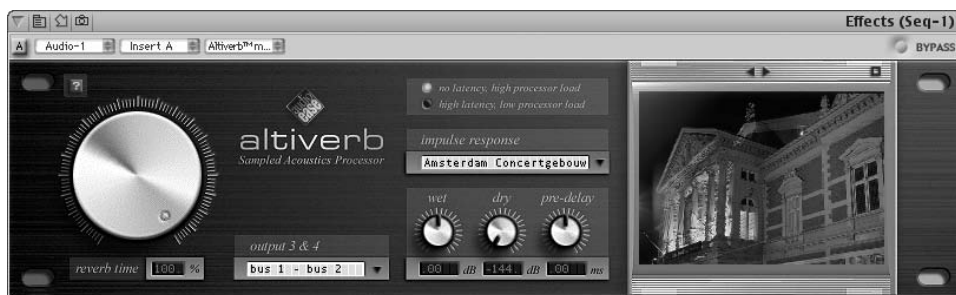 Effects (Seq-1)
A Audio-1 Insert A Altiverb™m...
BYPASS
?
audio ease
altiverb
Sampled Acoustics Processor
no latency, high processor load
high latency, low processor load
impulse response
Amsterdam Concertgebouw
wet dry pre-delay
output 3 & 4
bus 1 - bus 2
reverb time 100. %
.00 dB -144. dB .00 ms